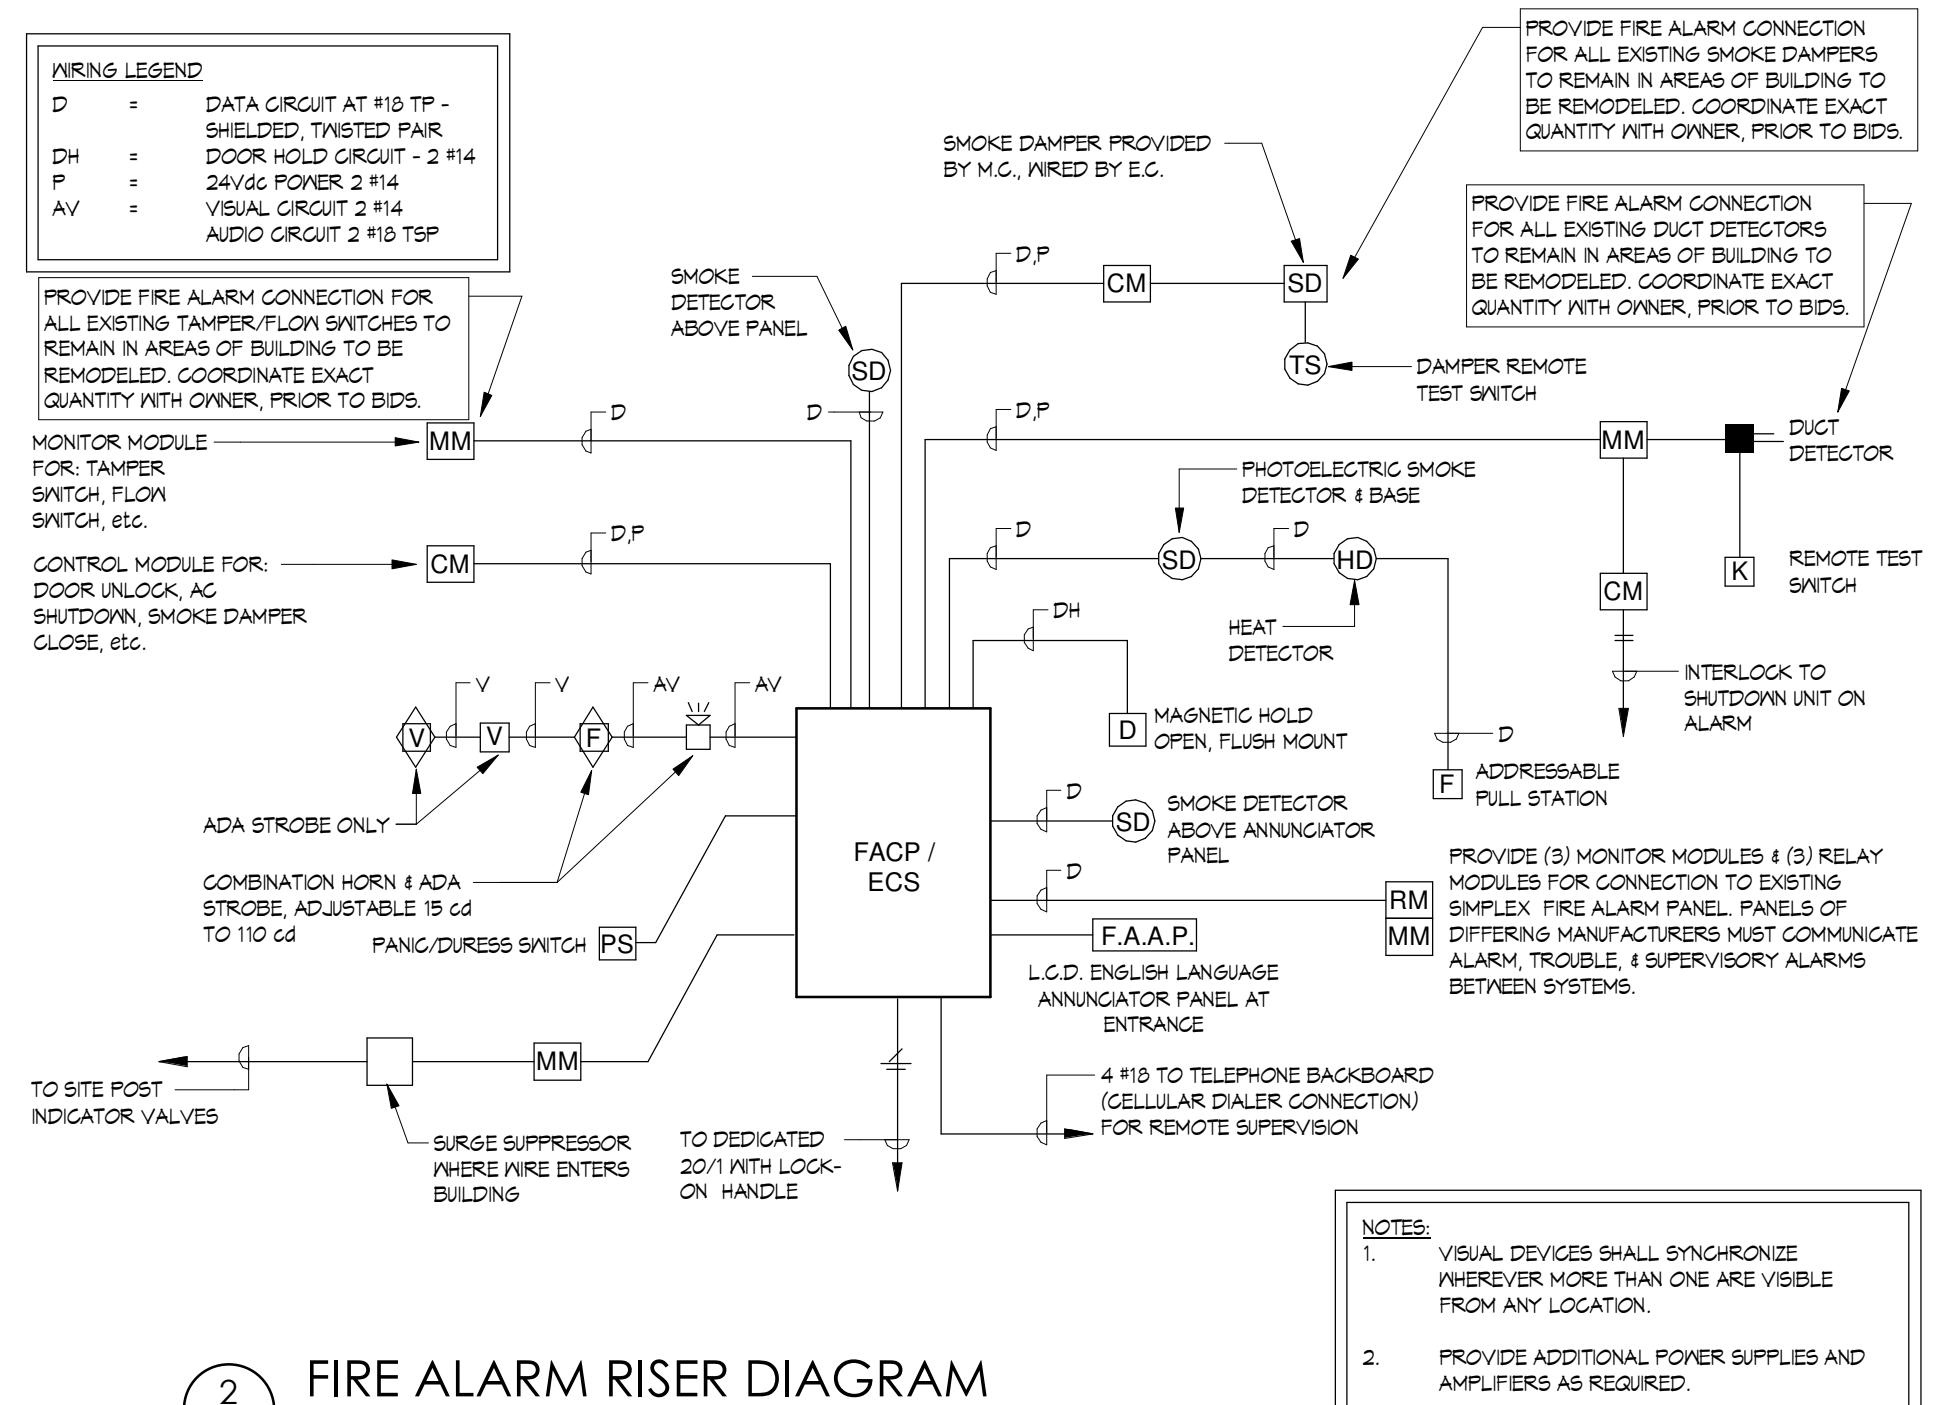 WIRING LEGEND
D = DATA CIRCUIT AT #18 TP -
SHIELDED, TWISTED PAIR
DH = DOOR HOLD CIRCUIT - 2 #14
P = 24Vdc POWER 2 #14
AV = VISUAL CIRCUIT 2 #14
AUDIO CIRCUIT 2 #18 TSP
PROVIDE FIRE ALARM CONNECTION FOR
ALL EXISTING TAMPER/FLOW SWITCHES TO
REMAIN IN AREAS OF BUILDING TO BE
REMODELED. COORDINATE EXACT
QUANTITY WITH OWNER, PRIOR TO BIDS.
MONITOR MODULE
FOR: TAMPER
SWITCH, FLOW
SWITCH, etc.
MM
D
CONTROL MODULE FOR:
DOOR UNLOCK, AC
SHUTDOWN, SMOKE DAMPER
CLOSE, etc.
CM
D,P
SMOKE
DETECTOR
ABOVE PANEL
SD
D
SMOKE DAMPER PROVIDED
BY M.C., WIRED BY E.C.
PROVIDE FIRE ALARM CONNECTION
FOR ALL EXISTING SMOKE DAMPERS
TO REMAIN IN AREAS OF BUILDING TO
BE REMODELED. COORDINATE EXACT
QUANTITY WITH OWNER, PRIOR TO BIDS.
PROVIDE FIRE ALARM CONNECTION
FOR ALL EXISTING DUCT DETECTORS
TO REMAIN IN AREAS OF BUILDING TO
BE REMODELED. COORDINATE EXACT
QUANTITY WITH OWNER, PRIOR TO BIDS.
D,P
CM
SD
TS
DAMPER REMOTE
TEST SWITCH
D,P
MM
DUCT
DETECTOR
K
REMOTE TEST
SWITCH
CM
INTERLOCK TO
SHUTDOWN UNIT ON
ALARM
PHOTOELECTRIC SMOKE
DETECTOR & BASE
D
SD
D
HD
HEAT
DETECTOR
D
F
ADDRESSABLE
PULL STATION
DH
D
MAGNETIC HOLD
OPEN, FLUSH MOUNT
V
V
AV
AV
V
V
F
ADA STROBE ONLY
COMBINATION HORN & ADA
STROBE, ADJUSTABLE 15 cd
TO 110 cd
PANIC/DURESS SWITCH
PS
FACP /
ECS
D
SD
SMOKE DETECTOR
ABOVE ANNUNCIATOR
PANEL
D
RM
MM
PROVIDE (3) MONITOR MODULES & (3) RELAY
MODULES FOR CONNECTION TO EXISTING
SIMPLEX FIRE ALARM PANEL. PANELS OF
DIFFERING MANUFACTURERS MUST COMMUNICATE
ALARM, TROUBLE, & SUPERVISORY ALARMS
BETWEEN SYSTEMS.
F.A.A.P.
L.C.D. ENGLISH LANGUAGE
ANNUNCIATOR PANEL AT
ENTRANCE
MM
TO SITE POST
INDICATOR VALVES
SURGE SUPPRESSOR
WHERE WIRE ENTERS
BUILDING
TO DEDICATED
20/1 WITH LOCK-
ON HANDLE
4 #18 TO TELEPHONE BACKBOARD
(CELLULAR DIALER CONNECTION)
FOR REMOTE SUPERVISION
NOTES:
1. VISUAL DEVICES SHALL SYNCHRONIZE
WHEREVER MORE THAN ONE ARE VISIBLE
FROM ANY LOCATION.
2. PROVIDE ADDITIONAL POWER SUPPLIES AND
AMPLIFIERS AS REQUIRED.
2
FIRE ALARM RISER DIAGRAM